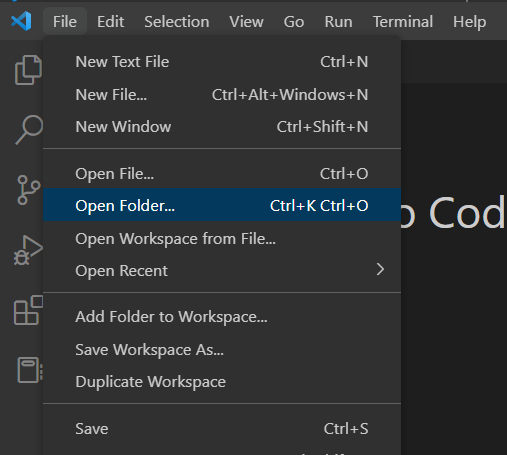 File Edit Selection View Go Run Terminal Help
New Text File Ctrl+N
New File... Ctrl+Alt+Windows+N
New Window Ctrl+Shift+N
Open File... Ctrl+O
Open Folder... Ctrl+K Ctrl+O
Open Workspace from File...
Open Recent
Add Folder to Workspace...
Save Workspace As...
Duplicate Workspace
Save Ctrl+S